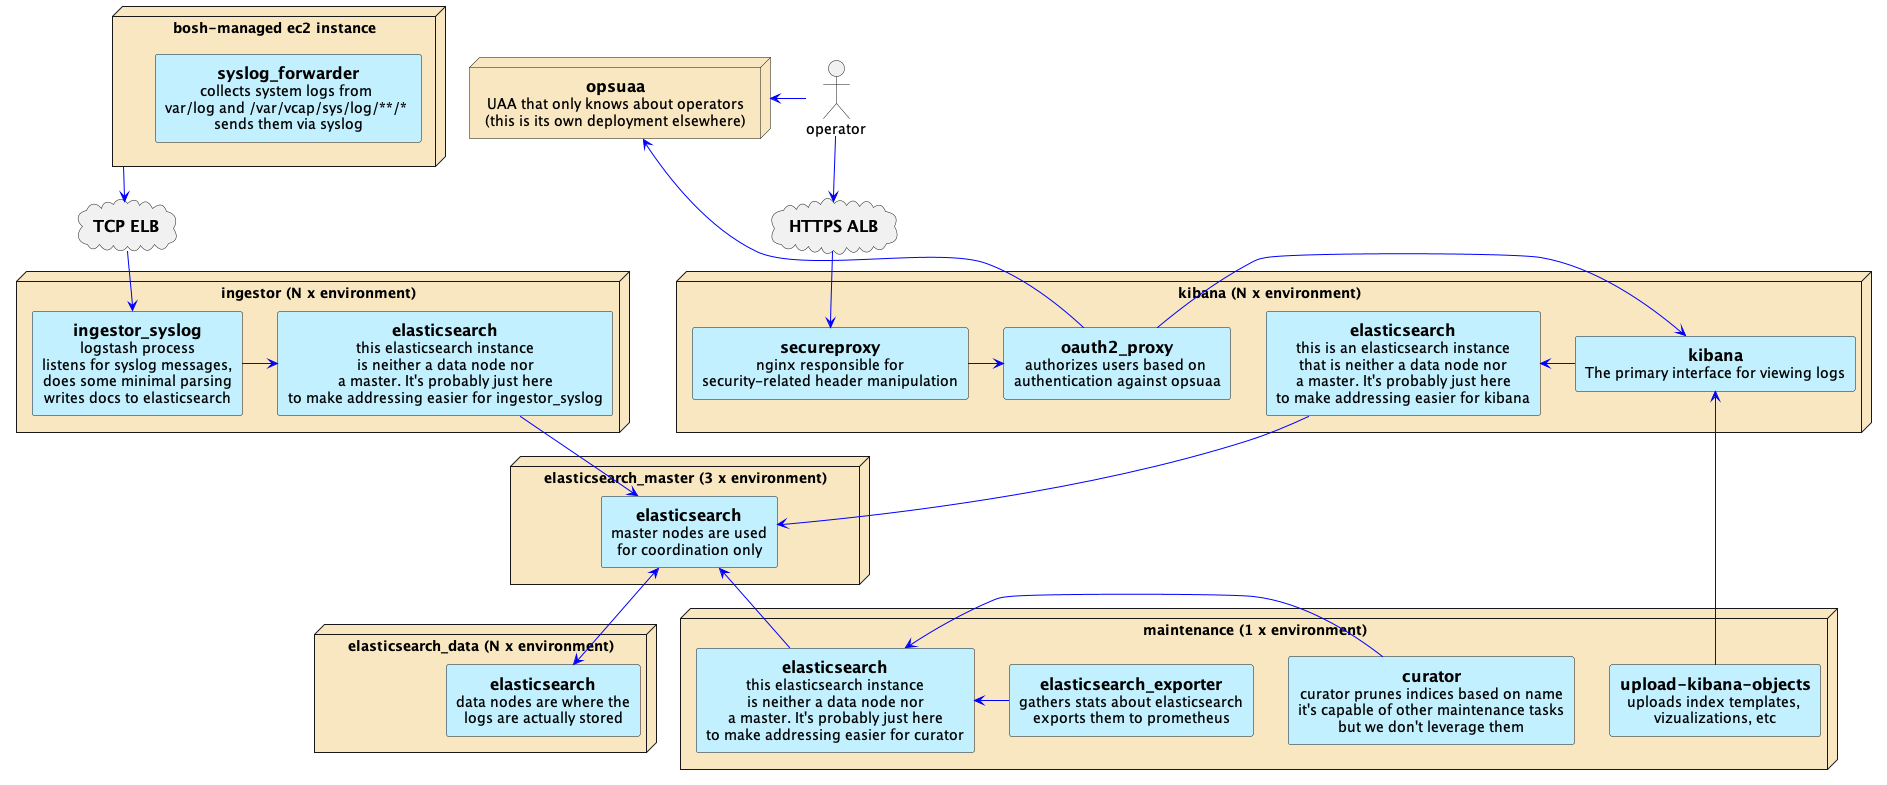 bosh-managed ec2 instance
syslog_forwarder
collects system logs from
var/log and /var/vcap/sys/log/**/*
sends them via syslog
opsuaa
UAA that only knows about operators
(this is its own deployment elsewhere)
operator
TCP ELB
HTTPS ALB
ingestor (N x environment)
ingestor_syslog
logstash process
listens for syslog messages,
does some minimal parsing
writes docs to elasticsearch
elasticsearch
this elasticsearch instance
is neither a data node nor
a master. It's probably just here
to make addressing easier for ingestor_syslog
kibana (N x environment)
secureproxy
nginx responsible for
security-related header manipulation
oauth2_proxy
authorizes users based on
authentication against opsuaa
elasticsearch
this is an elasticsearch instance
that is neither a data node nor
a master. It's probably just here
to make addressing easier for kibana
kibana
The primary interface for viewing logs
elasticsearch_master (3 x environment)
elasticsearch
master nodes are used
for coordination only
elasticsearch_data (N x environment)
elasticsearch
data nodes are where the
logs are actually stored
maintenance (1 x environment)
elasticsearch
this elasticsearch instance
is neither a data node nor
a master. It's probably just here
to make addressing easier for curator
elasticsearch_exporter
gathers stats about elasticsearch
exports them to prometheus
curator
curator prunes indices based on name
it's capable of other maintenance tasks
but we don't leverage them
upload-kibana-objects
uploads index templates,
vizualizations, etc